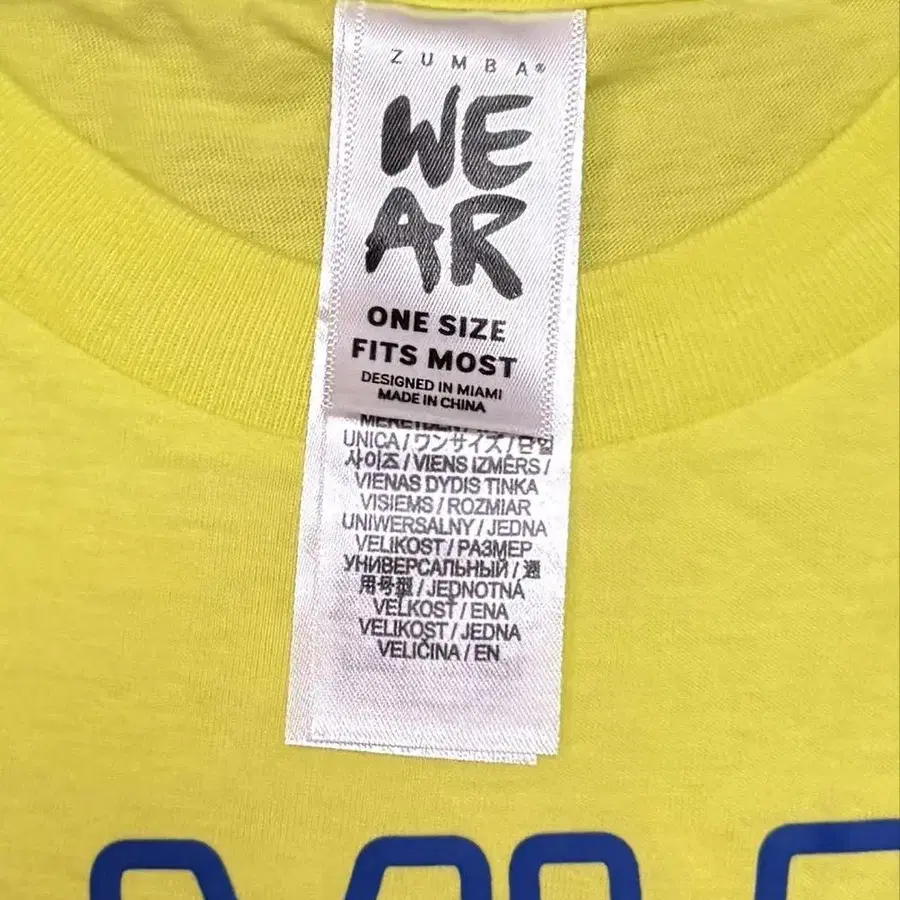 ZUMBA®
WE
AR
ONE SIZE
FITS MOST
DESIGNED IN MIAMI
MADE IN CHINA
UNICA / ワンサイズ / 단일
사이즈 / VIENS IZMĒRS /
VIENAS DYDIS TINKA
VISIEMS / ROZMIAR
UNIWERSALNY / JEDNA
VELIKOST / РАЗМЕР
УНИВЕРСАЛЬНЫЙ / 通
用号型 / JEDNOTNÁ
VEĽKOSŤ / ENA
VELIKOST / JEDNA
VELIČINA / EN